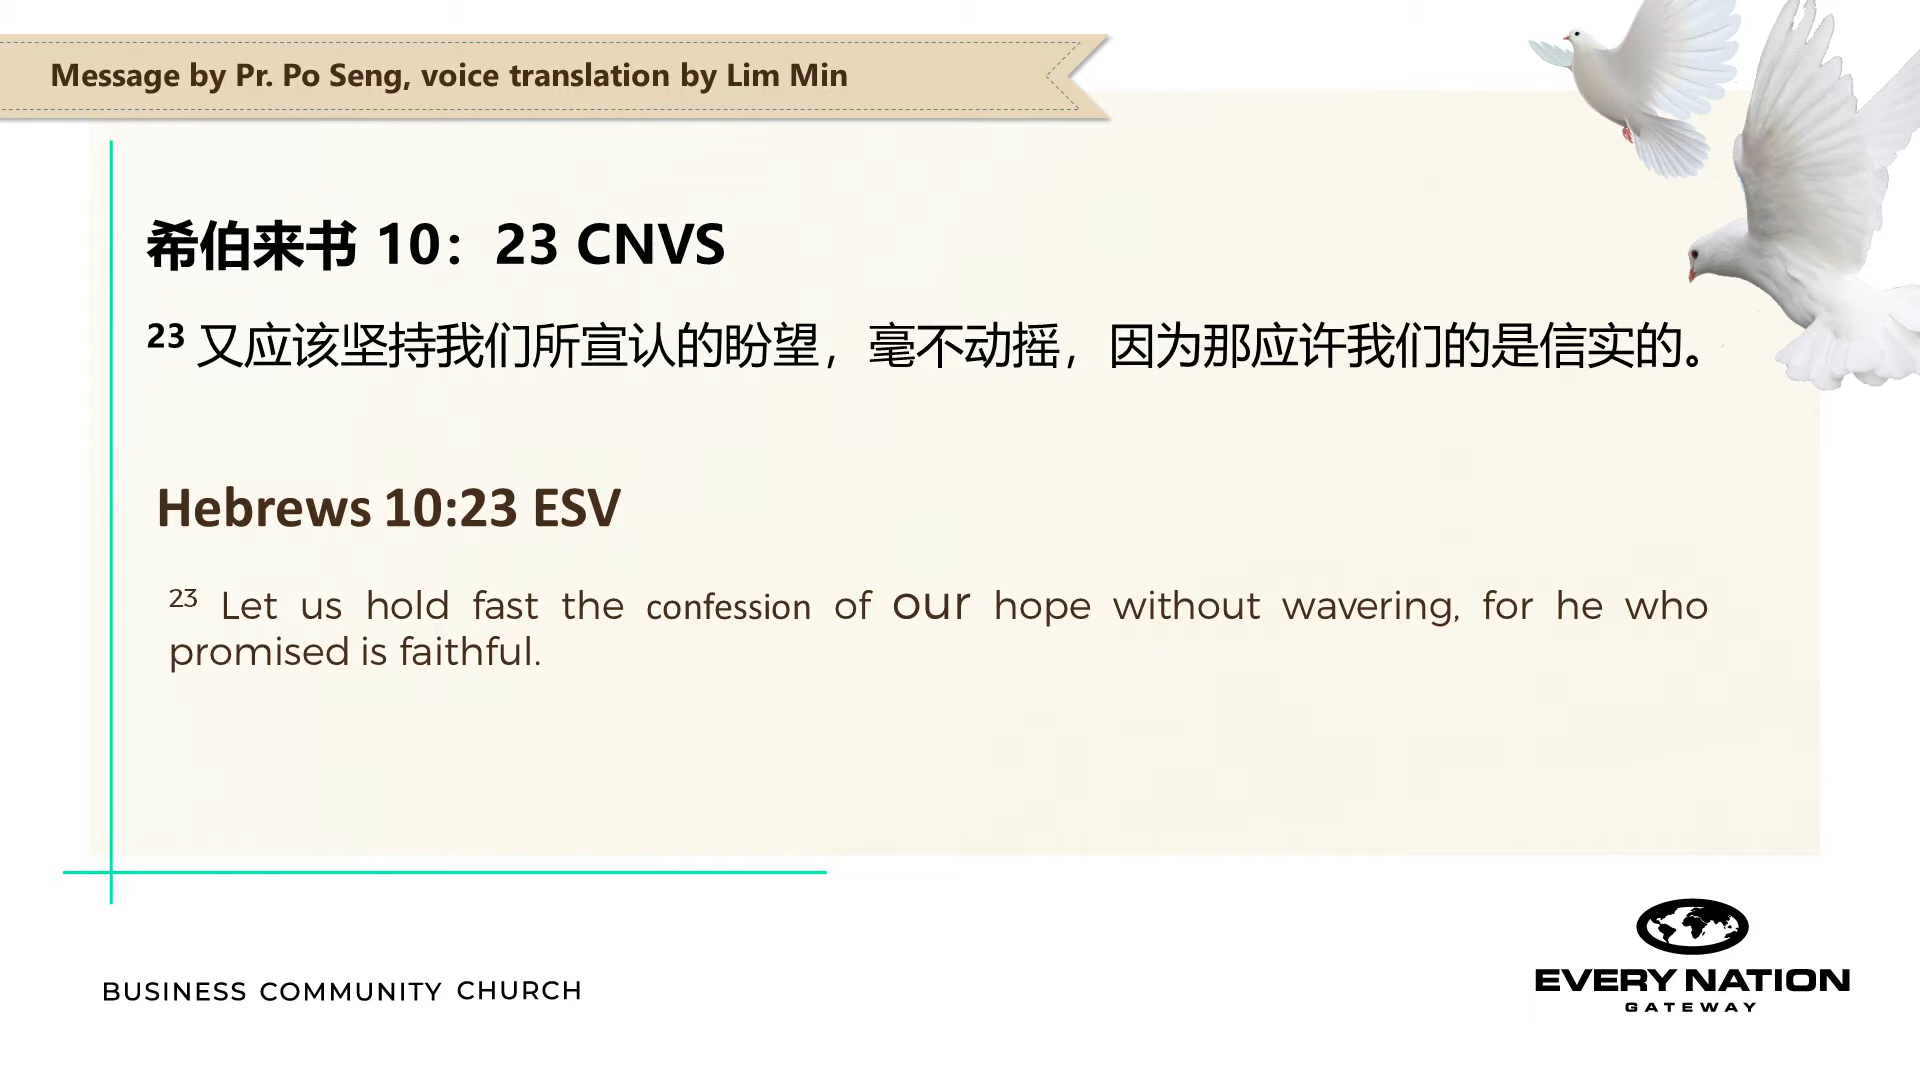 Message by Pr. Po Seng, voice translation by Lim Min
希伯来书 10：23 CNVS
23 又应该坚持我们所宣认的盼望，毫不动摇，因为那应许我们的是信实的。
Hebrews 10:23 ESV
23 Let us hold fast the confession of our hope without wavering, for he who
promised is faithful.
BUSINESS COMMUNITY CHURCH
EVERY NATION
GATEWAY